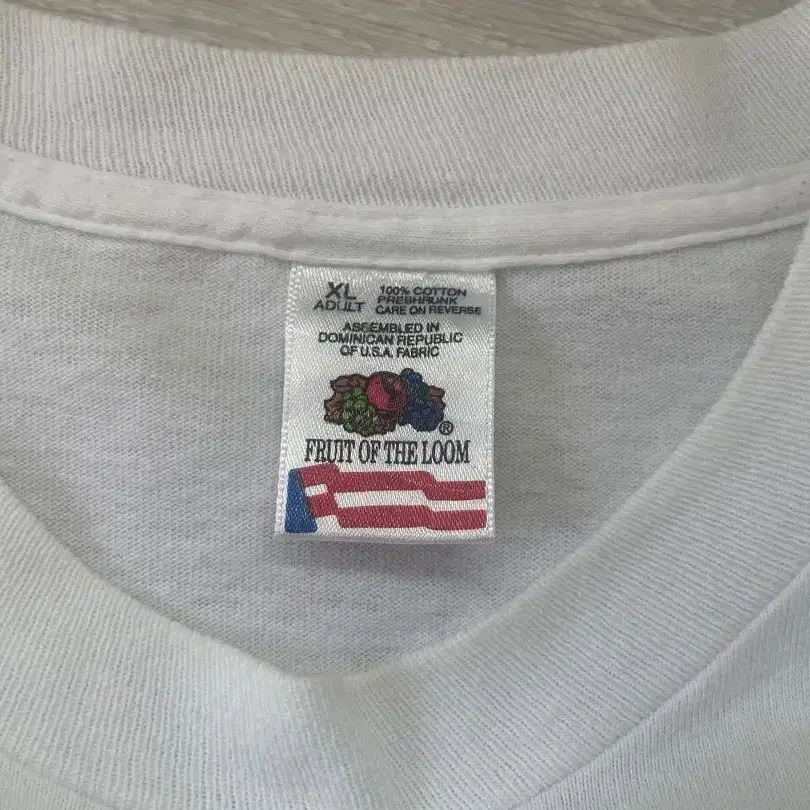 XL
ADULT
100% COTTON
PRESHRUNK
CARE ON REVERSE
ASSEMBLED IN
DOMINICAN REPUBLIC
OF U.S.A. FABRIC
®
FRUIT OF THE LOOM